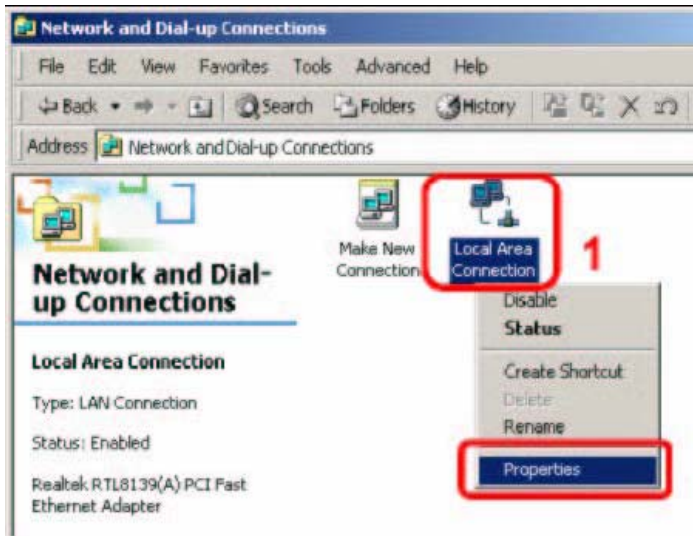 Network and Dial-up Connections
File Edit View Favorites Tools Advanced Help
Back Search Folders History
Address Network and Dial-up Connections
Make New
Connection
Local Area
Connection
1
Disable
Status
Create Shortcut
Delete
Rename
Properties
Network and Dial-
up Connections
Local Area Connection
Type: LAN Connection
Status: Enabled
Realtek RTL8139(A) PCI Fast
Ethernet Adapter